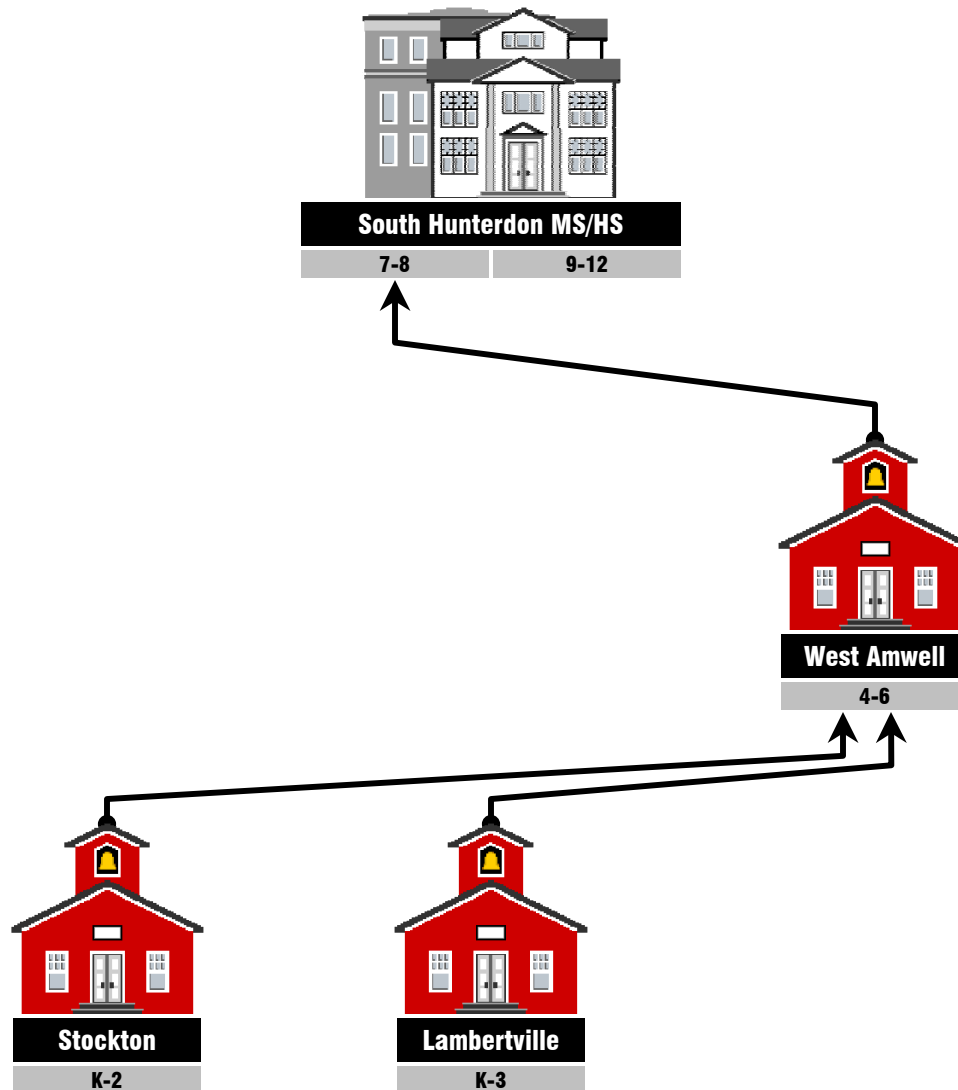 South Hunterdon MS/HS
7-8 9-12
West Amwell
4-6
Stockton Lambertville
K-2 K-3